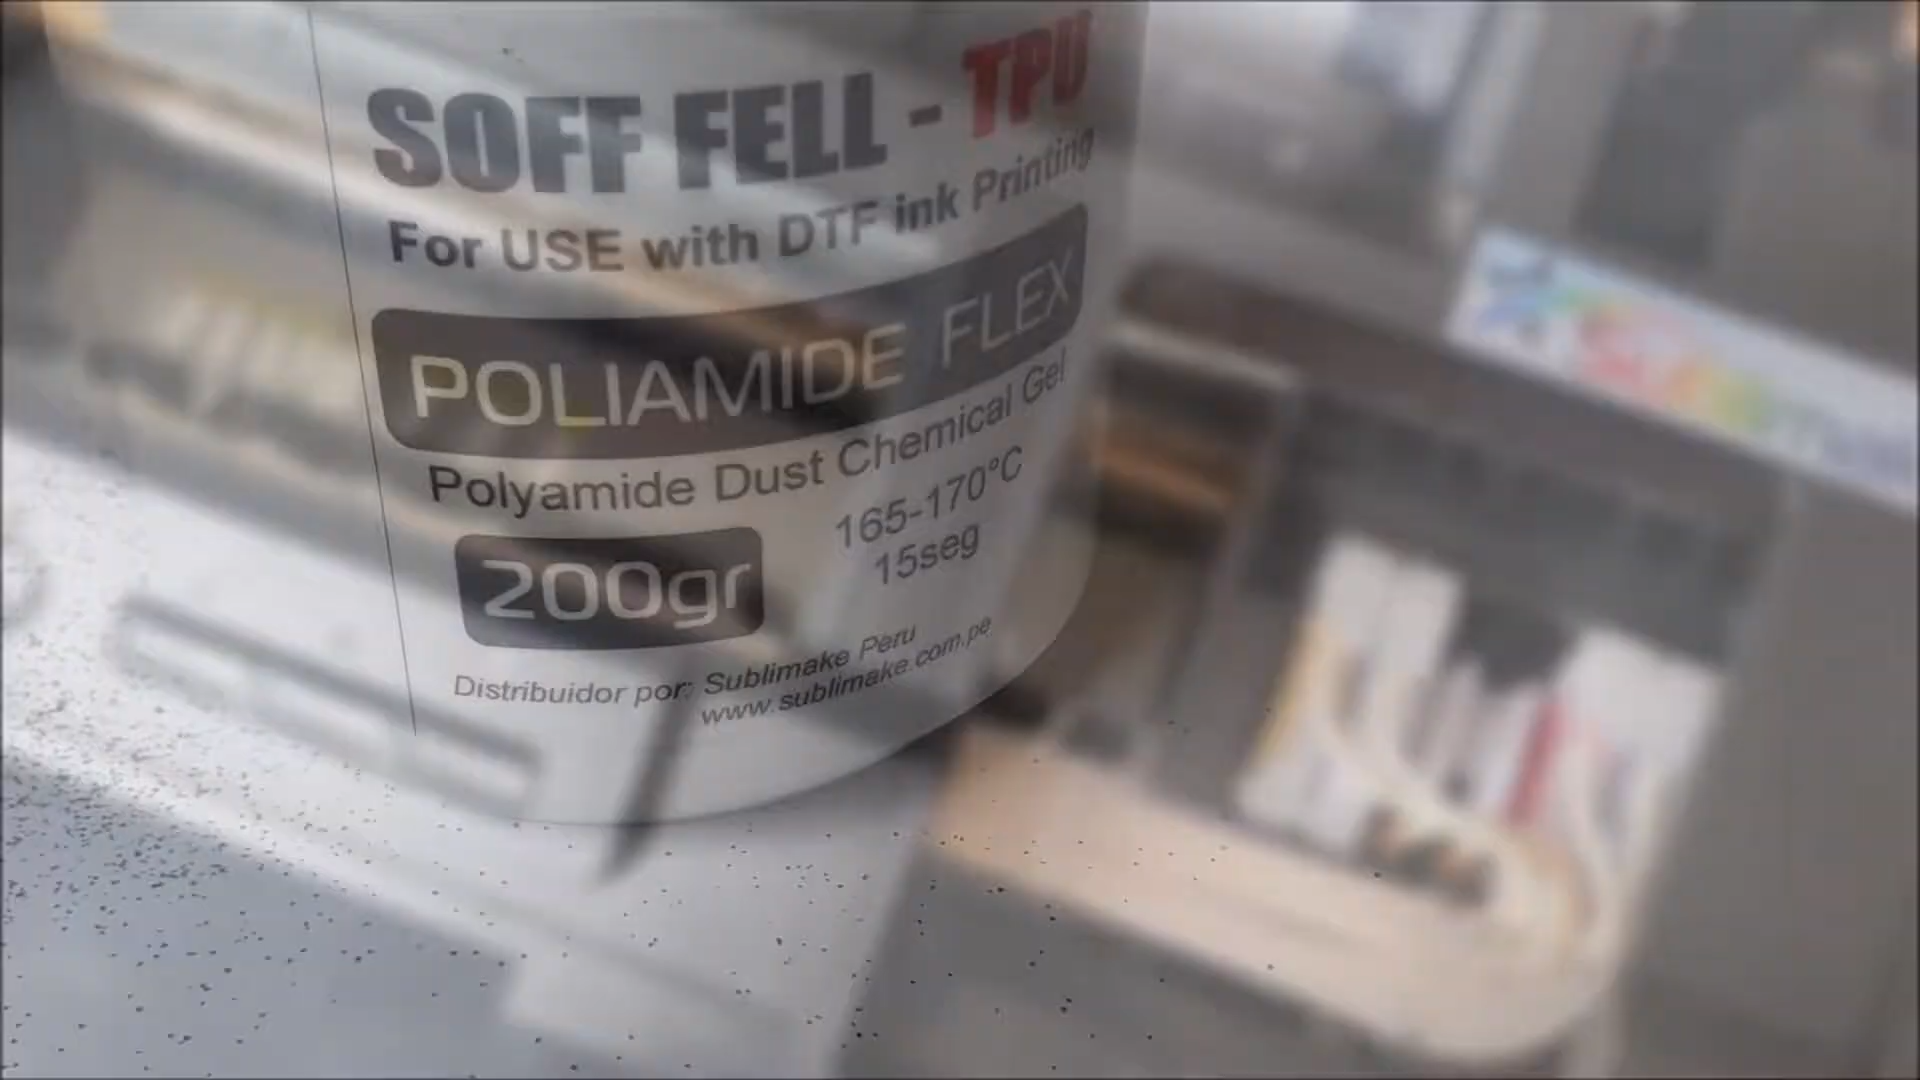 SOFF FELL - TPU
For USE with DTF ink Printing
POLIAMIDE FLEX
Polyamide Dust Chemical Gel
165-170°C
15seg
200gr
Distribuidor por: Sublimake Peru
www.sublimake.com.pe